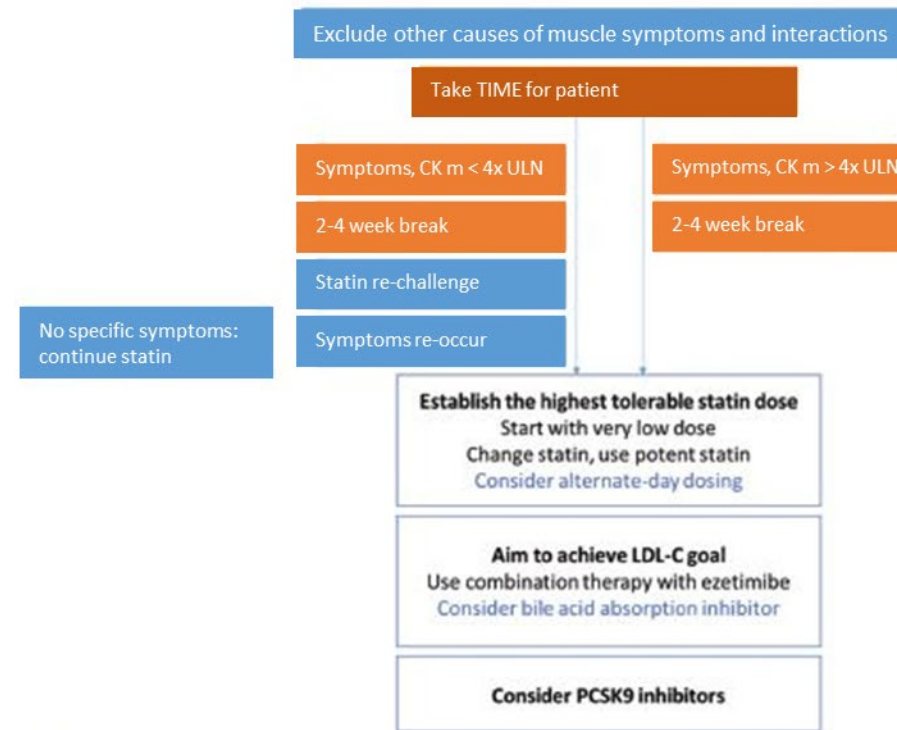 Exclude other causes of muscle symptoms and interactions
Take TIME for patient
Symptoms, CK m < 4x ULN
Symptoms, CK m > 4x ULN
2-4 week break
2-4 week break
Statin re-challenge
No specific symptoms:
continue statin
Symptoms re-occur
Establish the highest tolerable statin dose
Start with very low dose
Change statin, use potent statin
Consider alternate-day dosing
Aim to achieve LDL-C goal
Use combination therapy with ezetimibe
Consider bile acid absorption inhibitor
Consider PCSK9 inhibitors